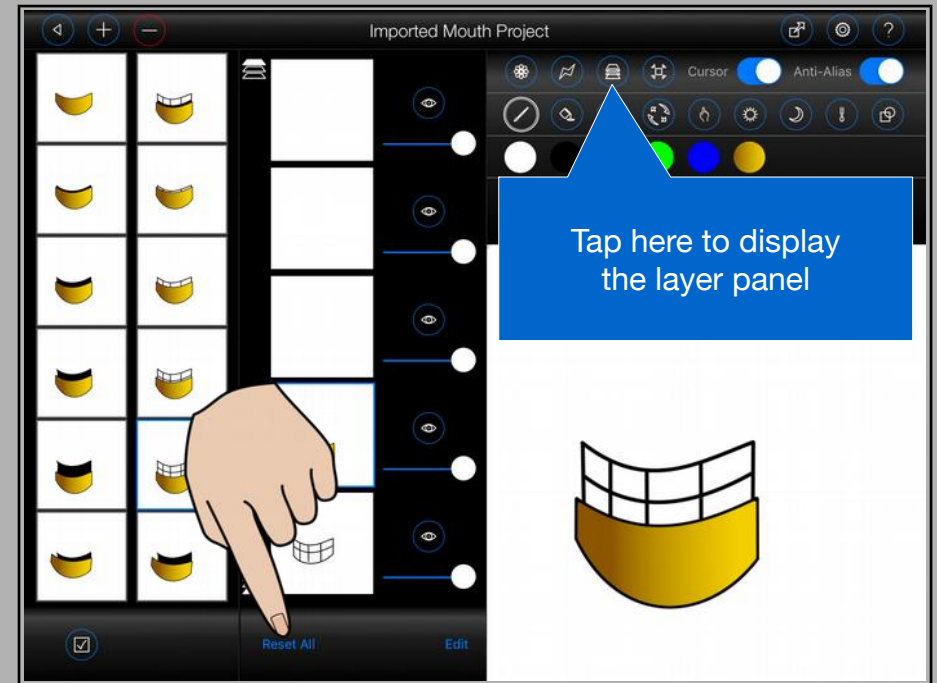 Imported Mouth Project
?
Cursor
Anti-Alias
Tap here to display
the layer panel
Reset All
Edit